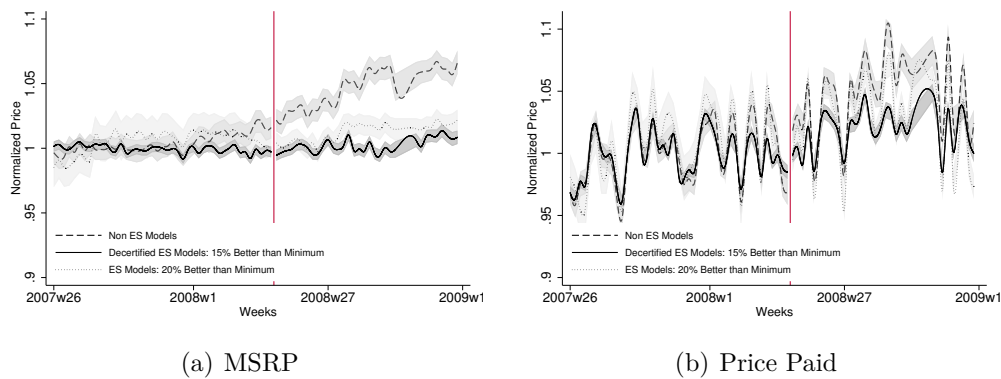 1.1
1.05
1
.95
.9
Normalized Price
Non ES Models
Decertified ES Models: 15% Better than Minimum
ES Models: 20% Better than Minimum
2007w26 2008w1 2008w27 2009w1
Weeks
(a) MSRP
1.1
1.05
1
.95
.9
Normalized Price
Non ES Models
Decertified ES Models: 15% Better than Minimum
ES Models: 20% Better than Minimum
2007w26 2008w1 2008w27 2009w1
Weeks
(b) Price Paid